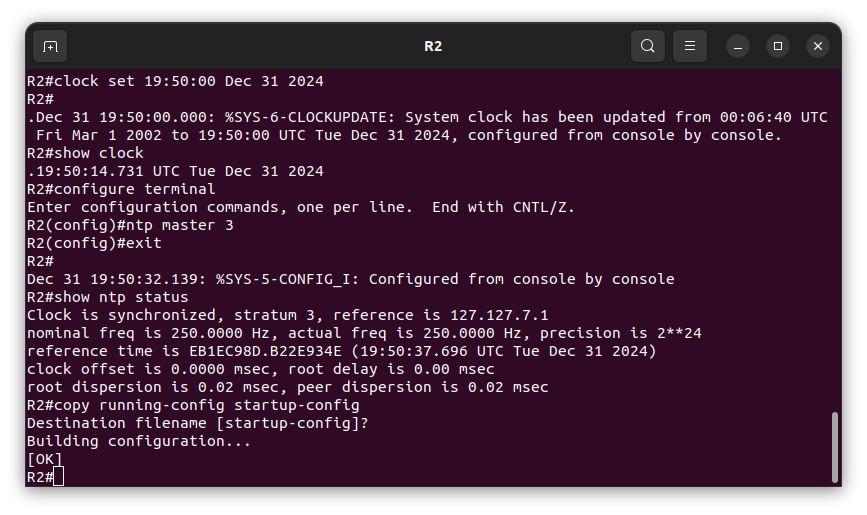 R2
R2#clock set 19:50:00 Dec 31 2024
R2#
.Dec 31 19:50:00.000: %SYS-6-CLOCKUPDATE: System clock has been updated from 00:06:40 UTC
 Fri Mar 1 2002 to 19:50:00 UTC Tue Dec 31 2024, configured from console by console.
R2#show clock
.19:50:14.731 UTC Tue Dec 31 2024
R2#configure terminal
Enter configuration commands, one per line.  End with CNTL/Z.
R2(config)#ntp master 3
R2(config)#exit
R2#
Dec 31 19:50:32.139: %SYS-5-CONFIG_I: Configured from console by console
R2#show ntp status
Clock is synchronized, stratum 3, reference is 127.127.7.1
nominal freq is 250.0000 Hz, actual freq is 250.0000 Hz, precision is 2**24
reference time is EB1EC98D.B22E934E (19:50:37.696 UTC Tue Dec 31 2024)
clock offset is 0.0000 msec, root delay is 0.00 msec
root dispersion is 0.02 msec, peer dispersion is 0.02 msec
R2#copy running-config startup-config
Destination filename [startup-config]?
Building configuration...
[OK]
R2#